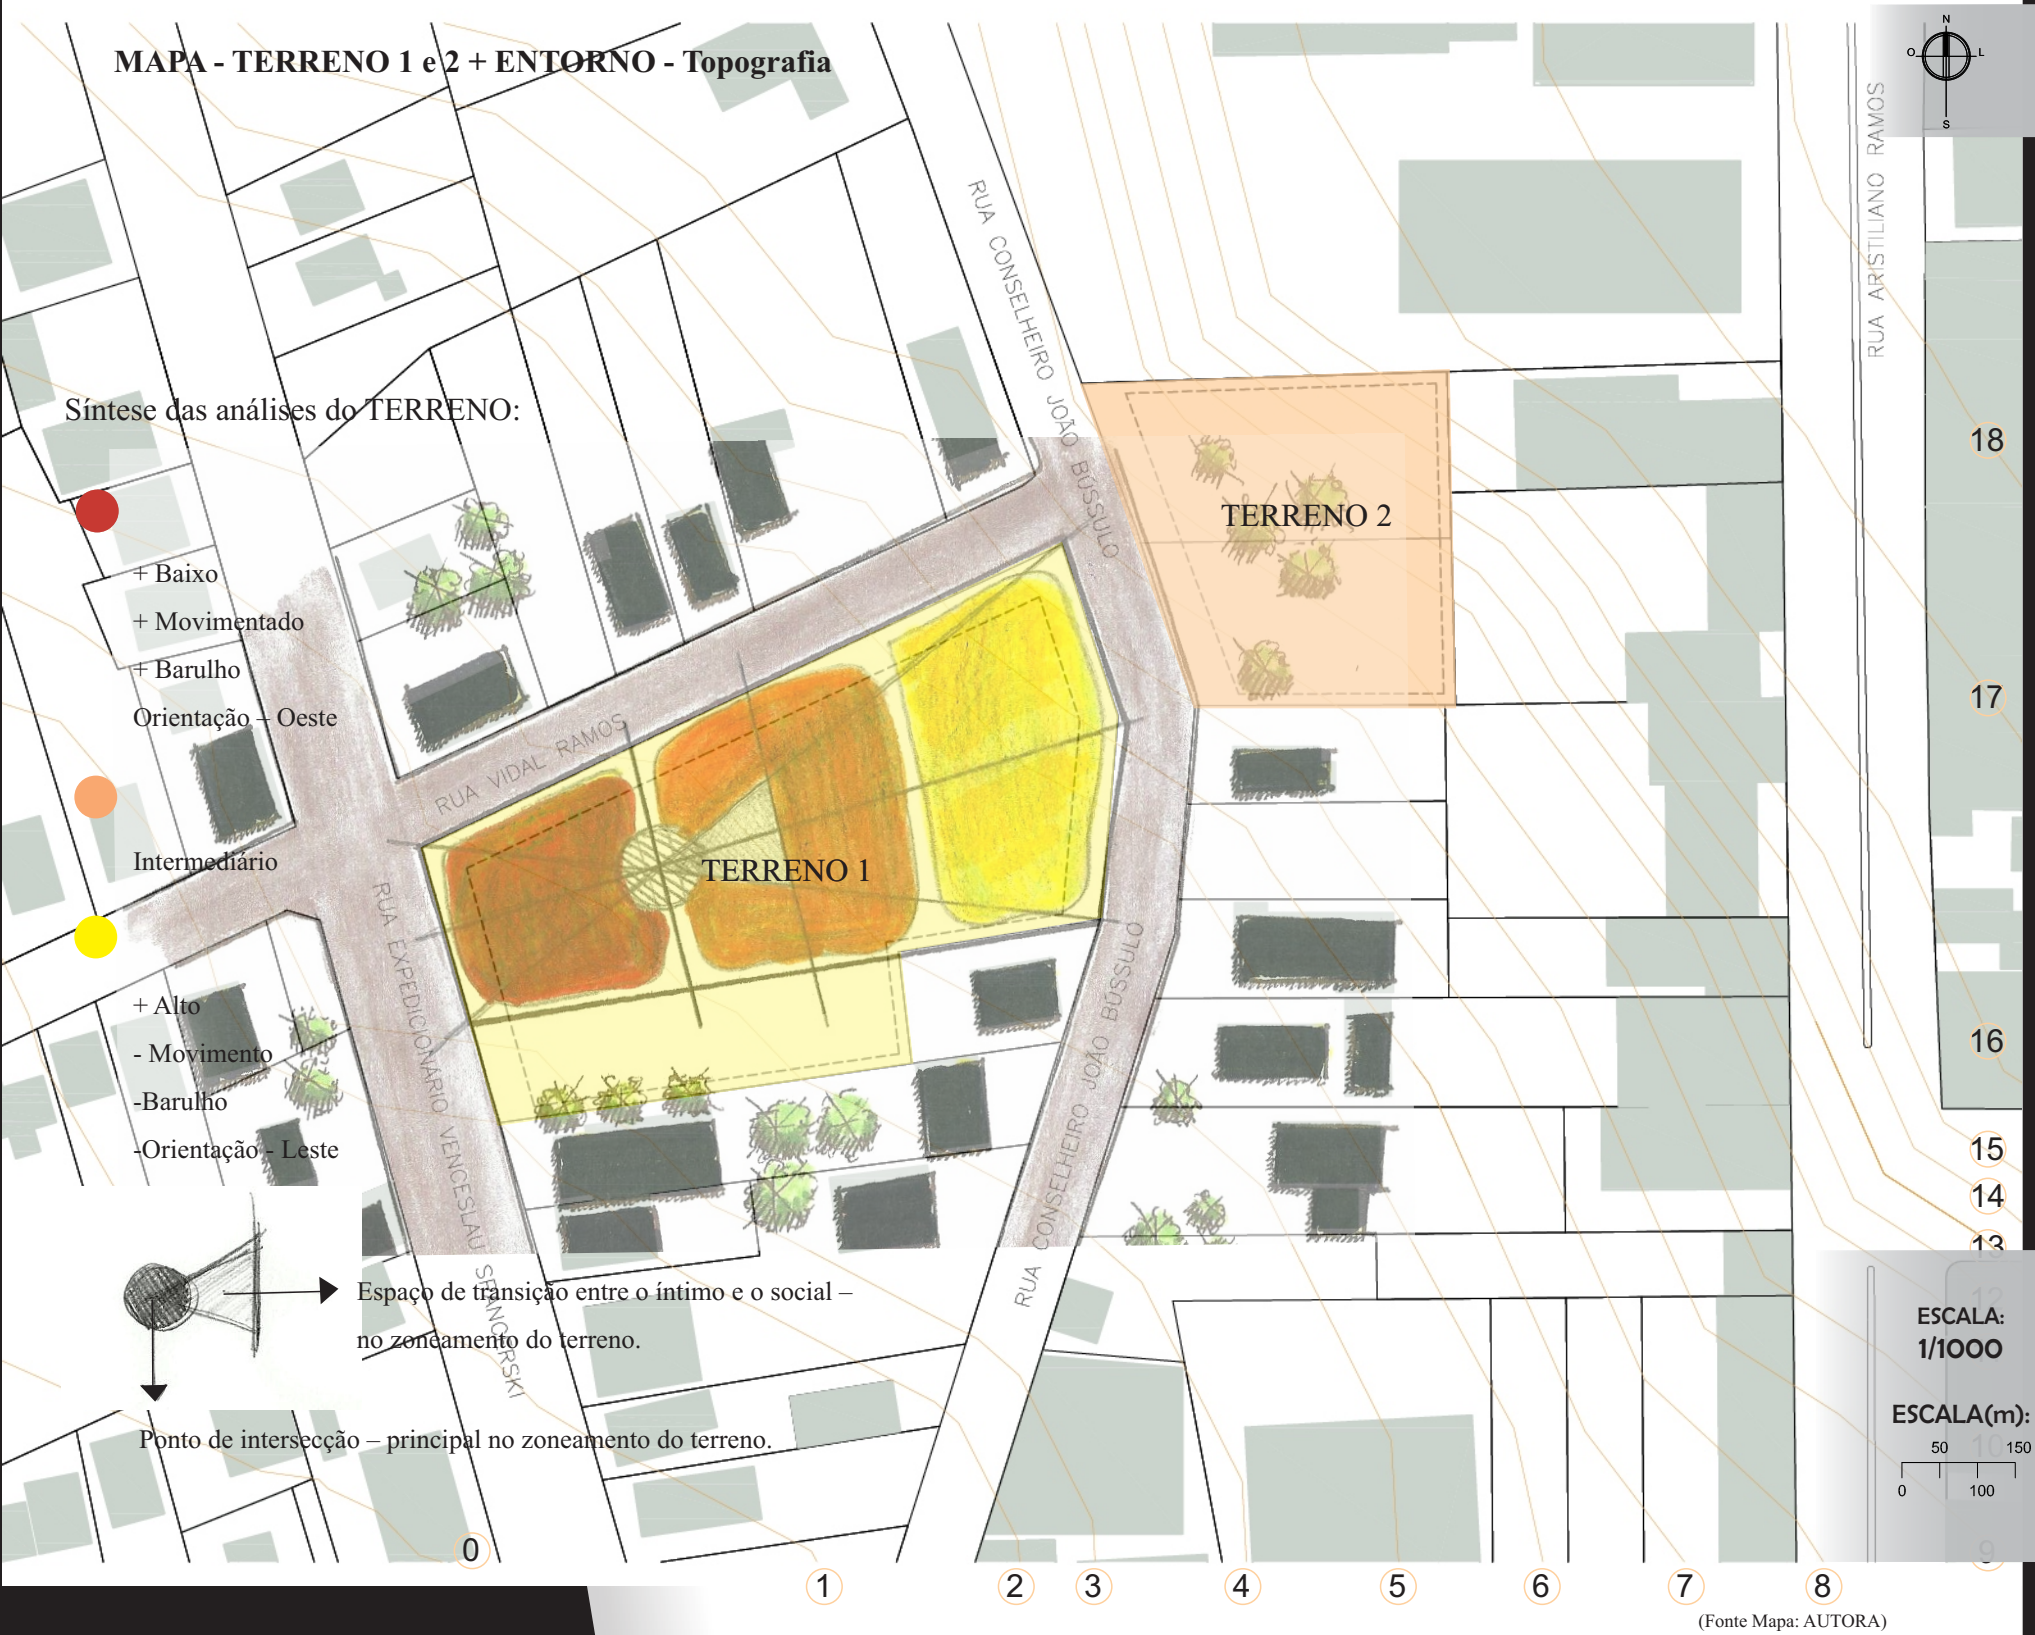 MAPA - TERRENO 1 e 2 + ENTORNO - Topografia
N
O
L
S
RUA ARISTILIANO RAMOS
RUA CONSELHEIRO JOÃO BÚSSULO
Síntese das análises do TERRENO:
18
TERRENO 2
+ Baixo
+ Movimentado
+ Barulho
Orientação – Oeste
17
RUA VIDAL RAMOS
Intermediário
TERRENO 1
RUA EXPEDICIONÁRIO VENCESLAU SPANCERSKI
RUA CONSELHEIRO JOÃO BÚSSULO
+ Alto
- Movimento
-Barulho
-Orientação - Leste
16
15
14
13
12
Espaço de transição entre o íntimo e o social –
no zoneamento do terreno.
ESCALA:
1/1000
Ponto de intersecção – principal no zoneamento do terreno.
ESCALA(m):
50
10
150
0
100
0
9
1
2
3
4
5
6
7
8
(Fonte Mapa: AUTORA)